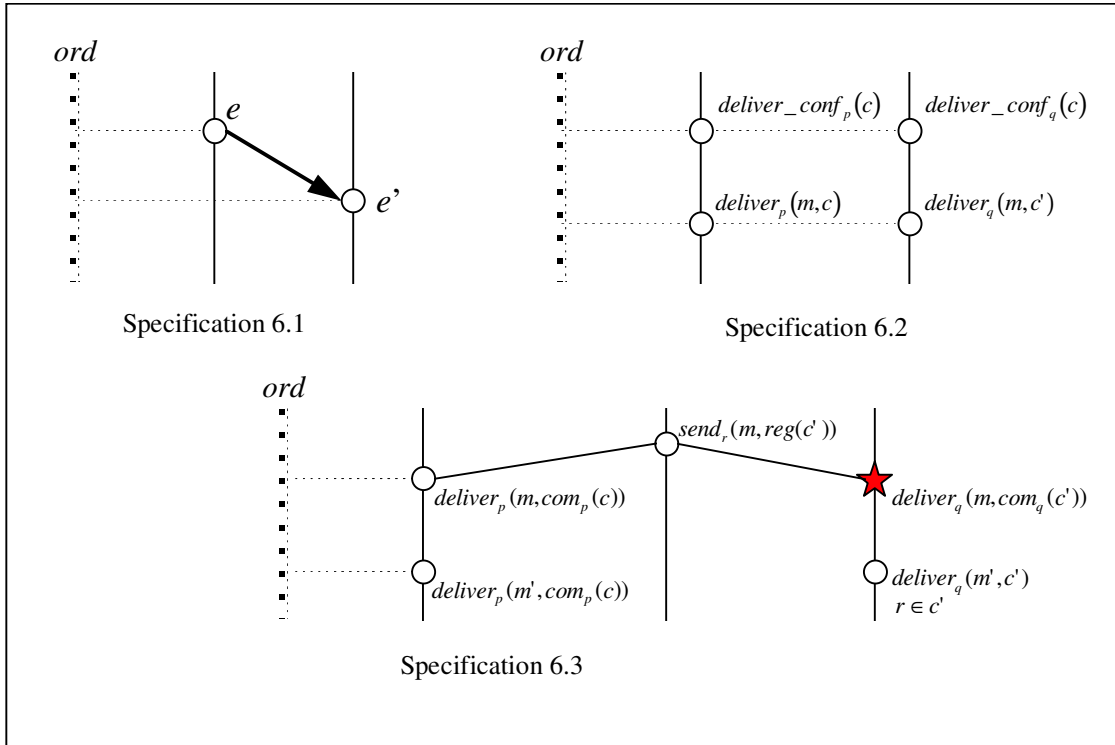 ord
e
e'
Specification 6.1
ord
deliver_conf_p(c)
deliver_conf_q(c)
deliver_p(m,c)
deliver_q(m,c')
Specification 6.2
ord
send_r(m,reg(c'))
deliver_p(m,com_p(c))
deliver_q(m,com_q(c'))
deliver_p(m',com_p(c))
deliver_q(m',c')
r ∈ c'
Specification 6.3